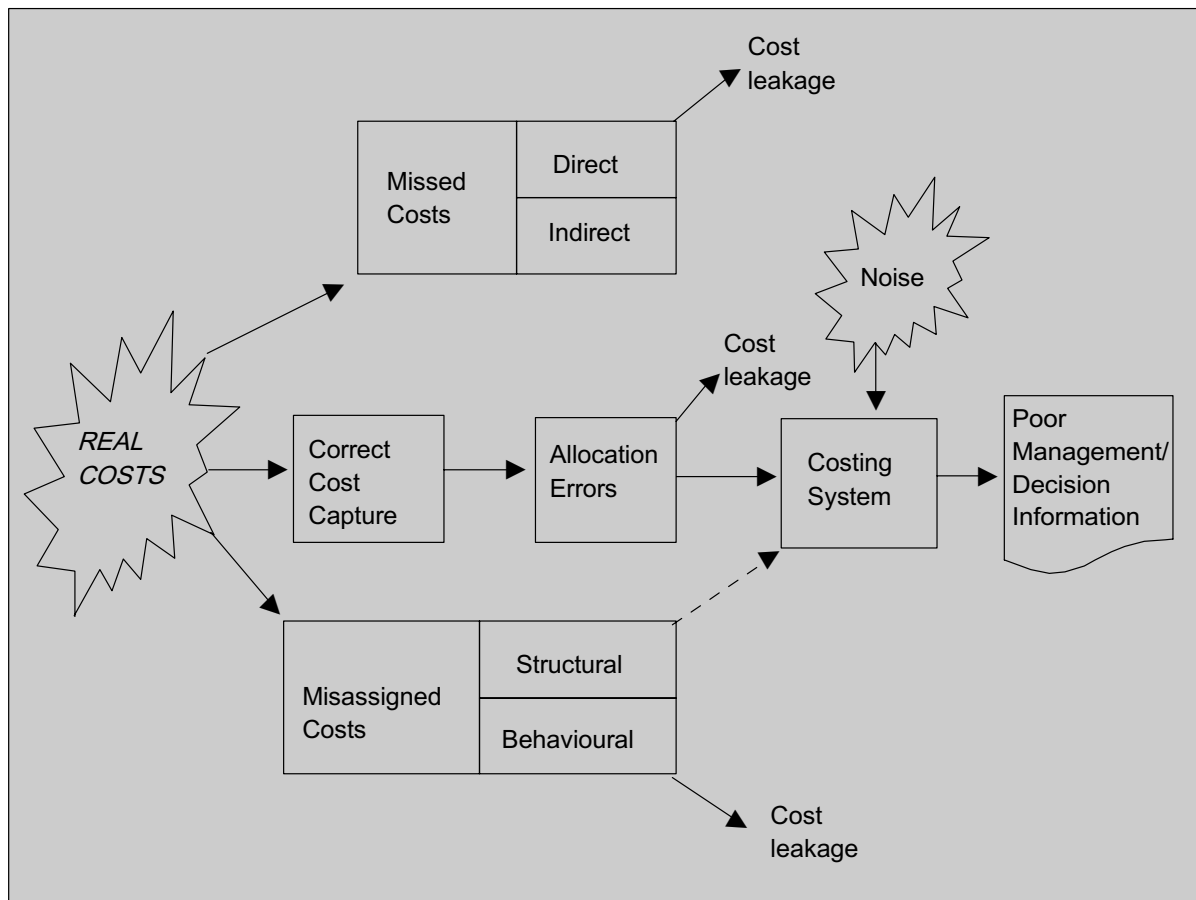 Cost
leakage
Missed
Costs
Direct
Indirect
Noise
Cost
leakage
REAL
COSTS
Correct
Cost
Capture
Allocation
Errors
Costing
System
Poor
Management/
Decision
Information
Misassigned
Costs
Structural
Behavioural
Cost
leakage